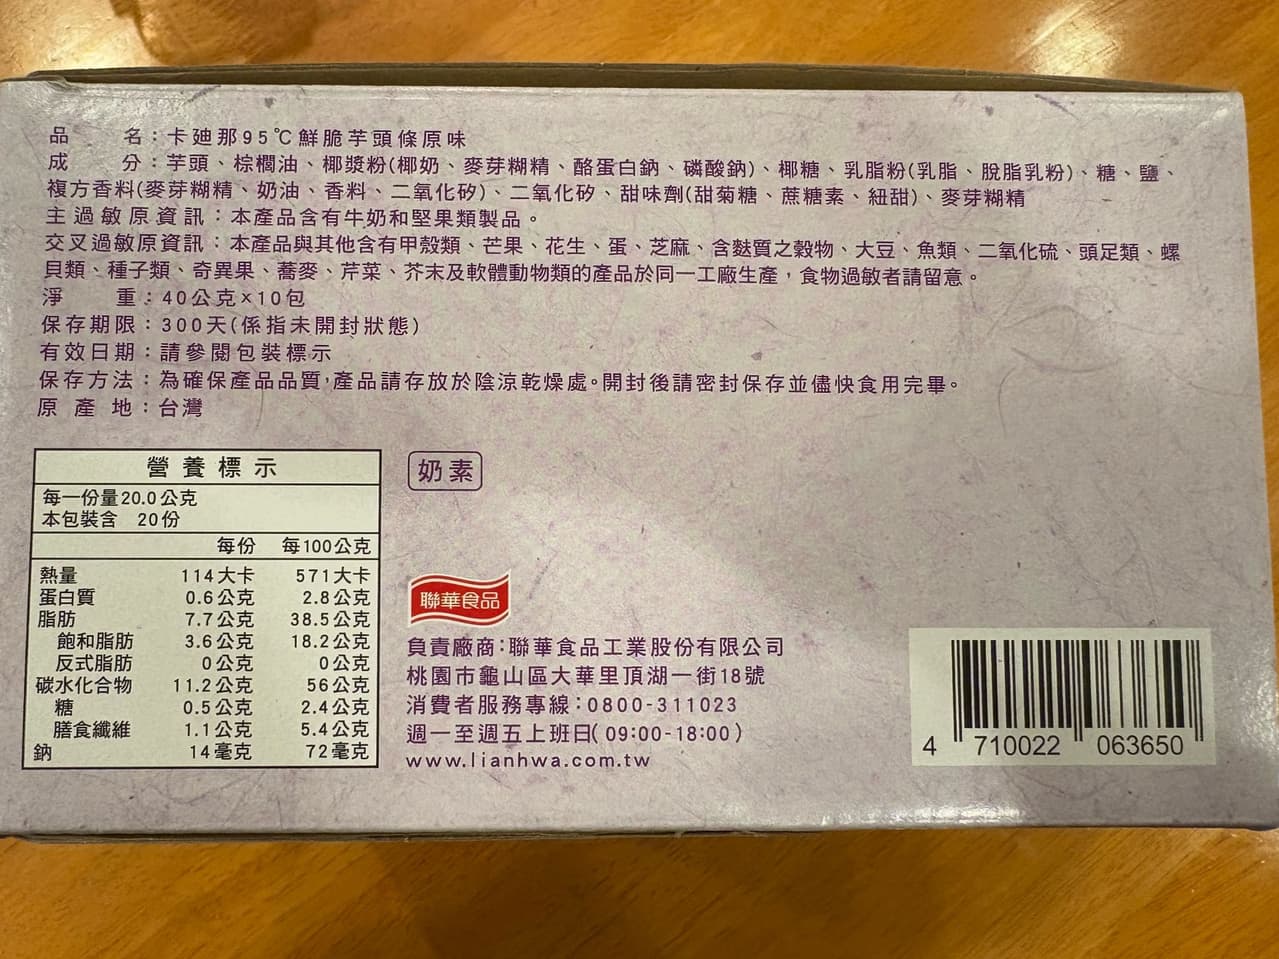 品　　名：卡廸那95℃鮮脆芋頭條原味
成　　分：芋頭、棕櫚油、椰漿粉(椰奶、麥芽糊精、酪蛋白鈉、磷酸鈉)、椰糖、乳脂粉(乳脂、脫脂乳粉)、糖、鹽、
複方香料(麥芽糊精、奶油、香料、二氧化矽)、二氧化矽、甜味劑(甜菊糖、蔗糖素、紐甜)、麥芽糊精
主過敏原資訊：本產品含有牛奶和堅果類製品。
交叉過敏原資訊：本產品與其他含有甲殼類、芒果、花生、蛋、芝麻、含麩質之穀物、大豆、魚類、二氧化硫、頭足類、螺
貝類、種子類、奇異果、蕎麥、芹菜、芥末及軟體動物類的產品於同一工廠生產，食物過敏者請留意。
淨　　重：40公克×10包
保存期限：300天(係指未開封狀態)
有效日期：請參閱包裝標示
保存方法：為確保產品品質，產品請存放於陰涼乾燥處。開封後請密封保存並儘快食用完畢。
原 產 地：台灣
營養標示
每一份量20.0公克
本包裝含 20份
每份 每100公克
熱量 114大卡 571大卡
蛋白質 0.6公克 2.8公克
脂肪 7.7公克 38.5公克
飽和脂肪 3.6公克 18.2公克
反式脂肪 0公克 0公克
碳水化合物 11.2公克 56公克
糖 0.5公克 2.4公克
膳食纖維 1.1公克 5.4公克
鈉 14毫克 72毫克
奶素
聯華食品
負責廠商：聯華食品工業股份有限公司
桃園市龜山區大華里頂湖一街18號
消費者服務專線：0800-311023
週一至週五上班日(09:00-18:00)
www.lianhwa.com.tw
4 710022 063650